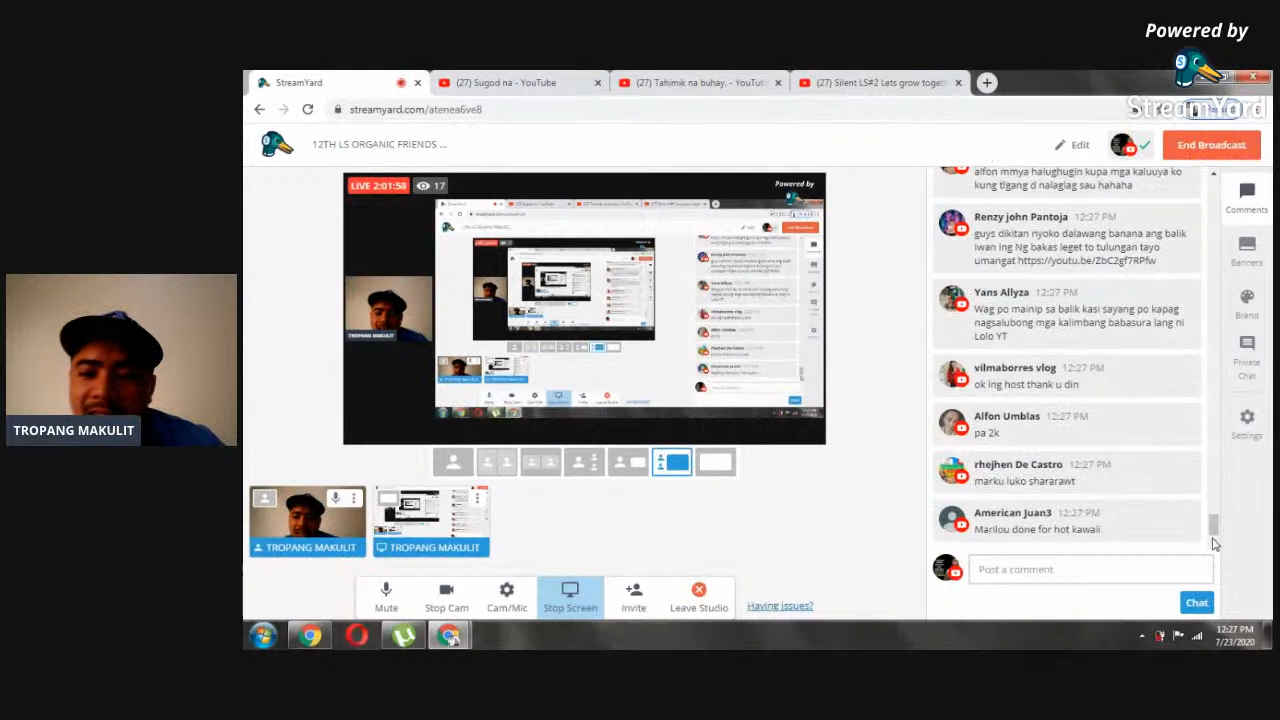 Powered by
StreamYard
StreamYard
(27) Sugod na - YouTube
(27) Tahimik na buhay. - YouTub
(27) Silent LS#2 Lets grow togeth
streamyard.com/atenea6ve8
12TH LS ORGANIC FRIENDS ...
Edit
End Broadcast
LIVE 2:01:58
17
Powered by
TROPANG MAKULIT
alfon mmya halughugin kupa mga kaluuya ko
kung tlgang d nalaglag sau hahaha
Renzy john Pantoja 12:27 PM
guys dikitan nyoko dalawang banana ang balik
iwan lng Ng bakas leget to tulungan tayo
umangat https://youtu.be/ZbC2gf7RPfw
Yans Allyza 12:27 PM
Wag po mainip sa balik kasi sayang po kapag
nagsalubong mga kalimbang babasura lang ni
Lolo YT
vilmaborres vlog 12:27 PM
ok lng host thank u din
Alfon Umblas 12:27 PM
pa 2k
rhejhen De Castro 12:27 PM
marku luko shararawt
American Juan3 12:27 PM
Marilou done for hot kawali
Post a comment
Chat
Comments
Banners
Brand
Private
Chat
Settings
TROPANG MAKULIT
TROPANG MAKULIT
TROPANG MAKULIT
Mute
Stop Cam
Cam/Mic
Stop Screen
Invite
Leave Studio
Having issues?
12:27 PM
7/23/2020